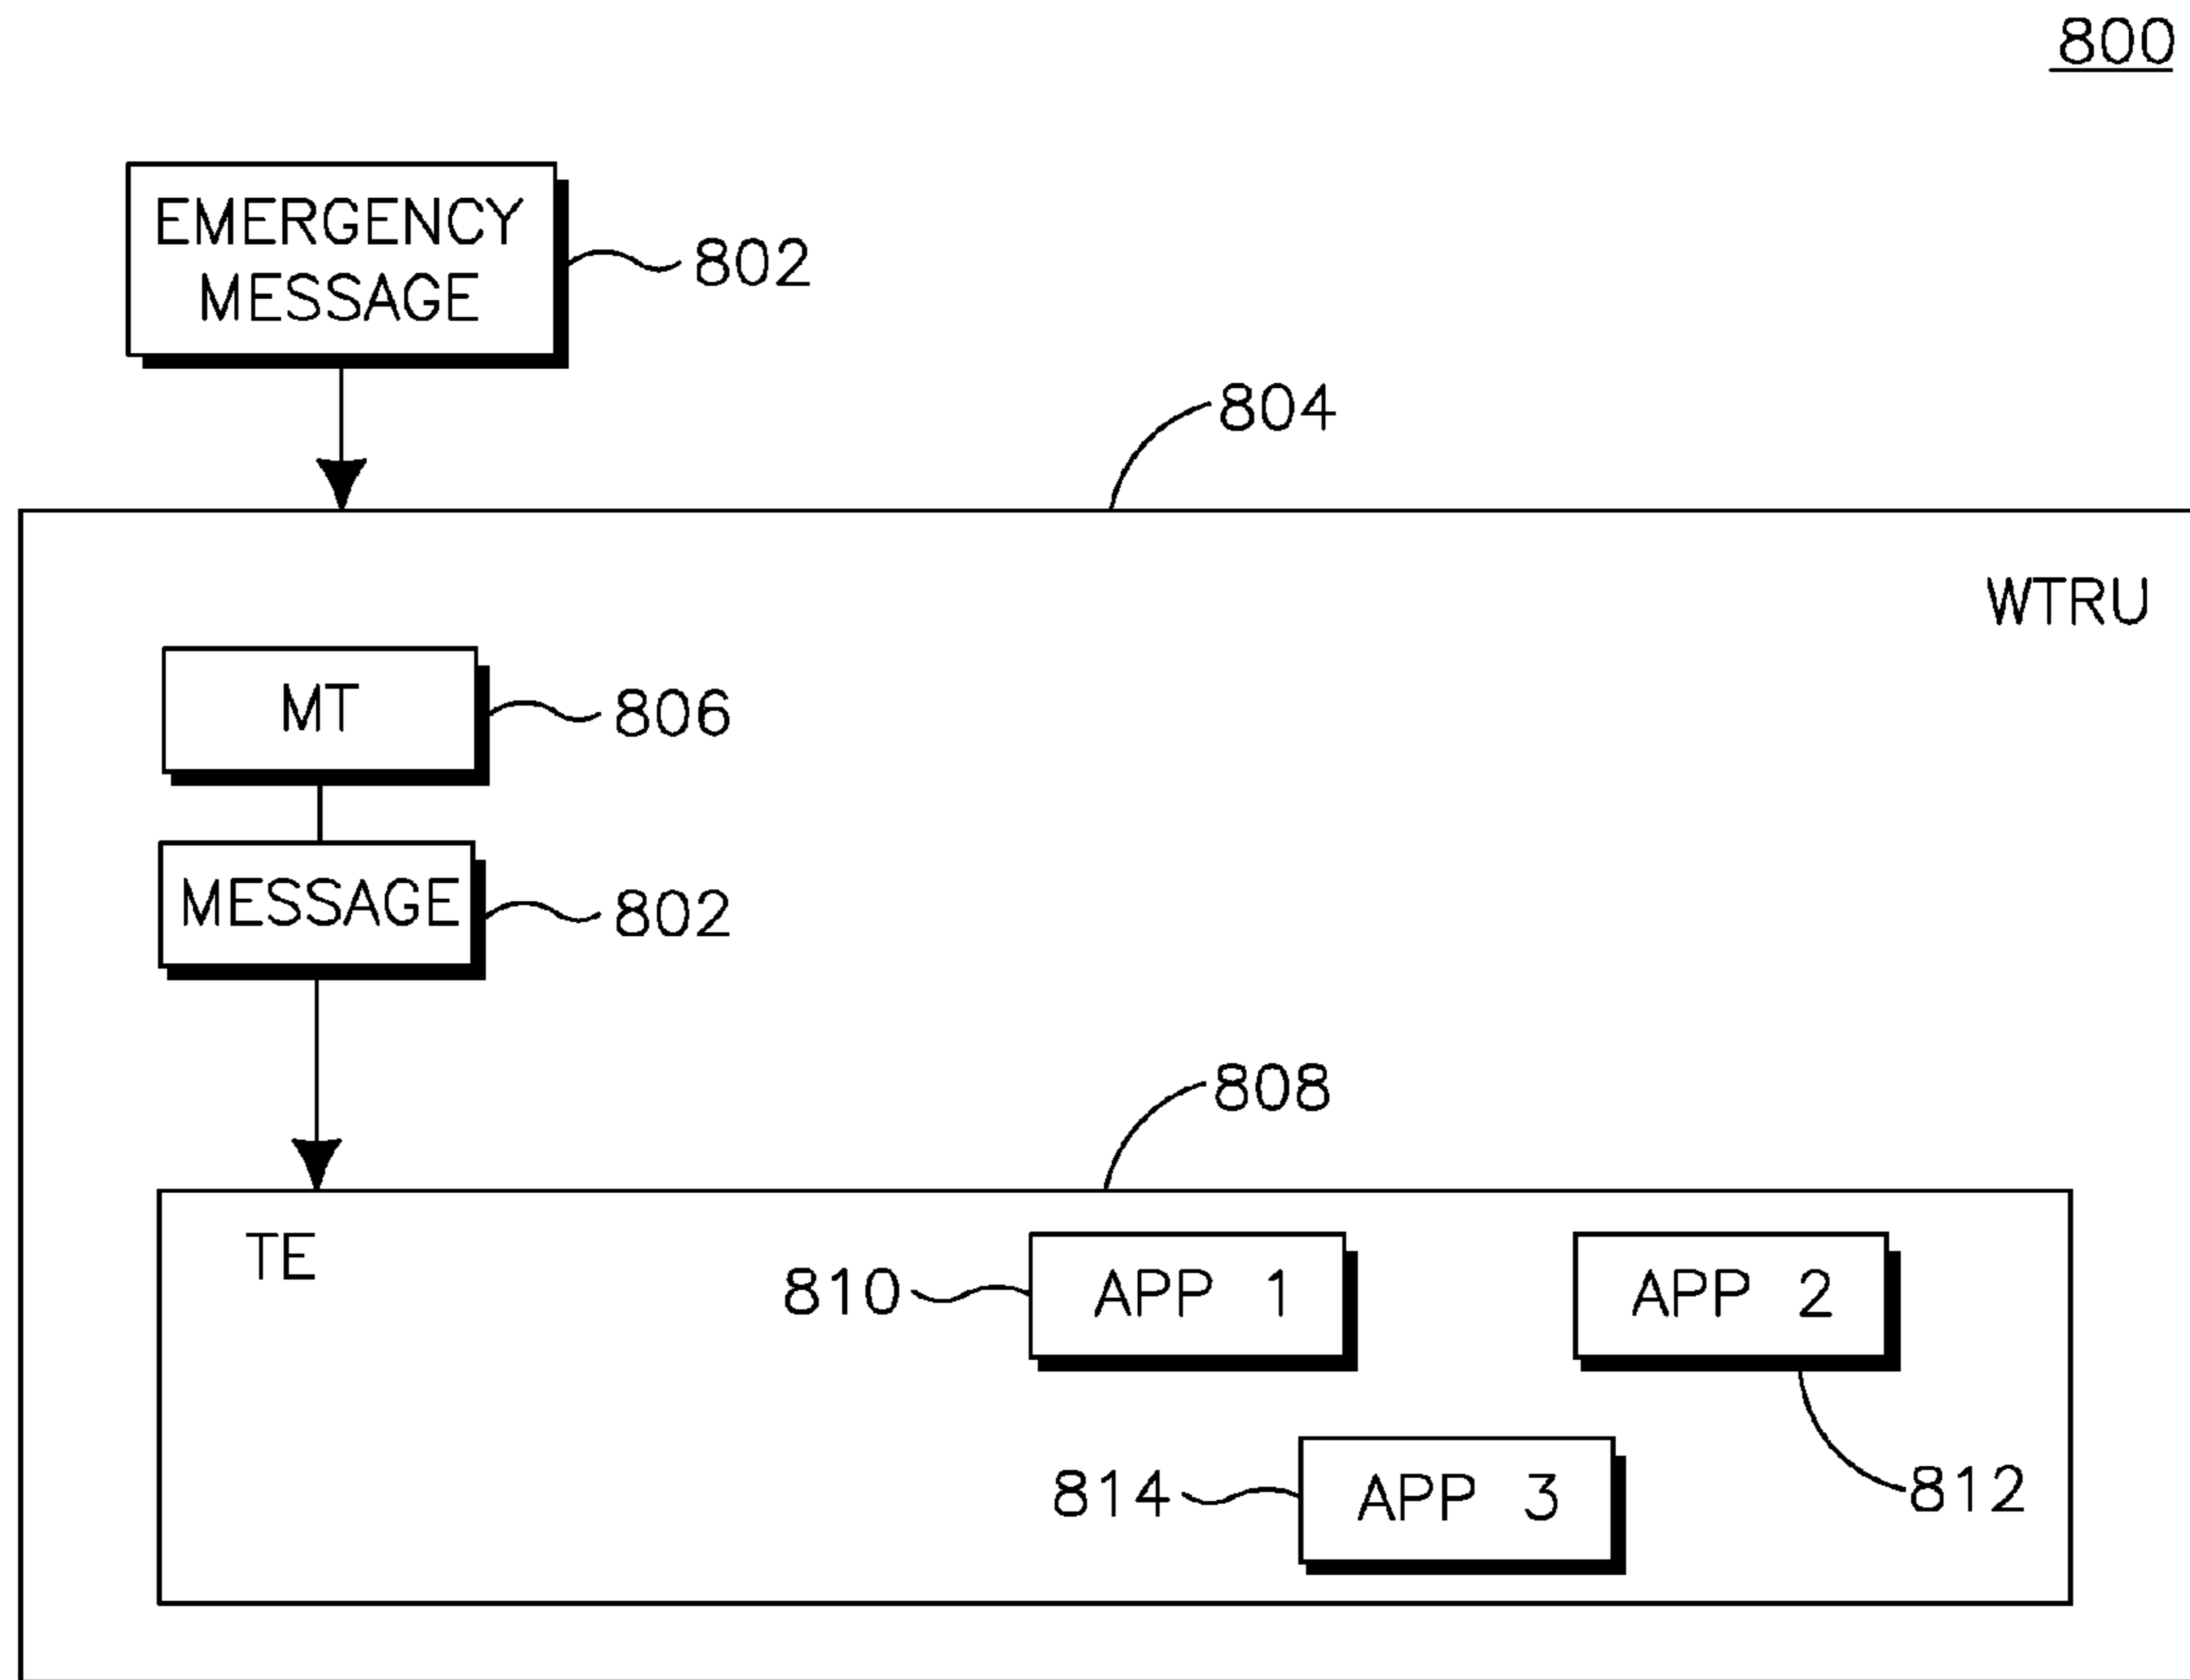 800
EMERGENCY
MESSAGE
802
804
WTRU
MT
806
MESSAGE
802
808
TE
810
APP 1
APP 2
814
APP 3
812